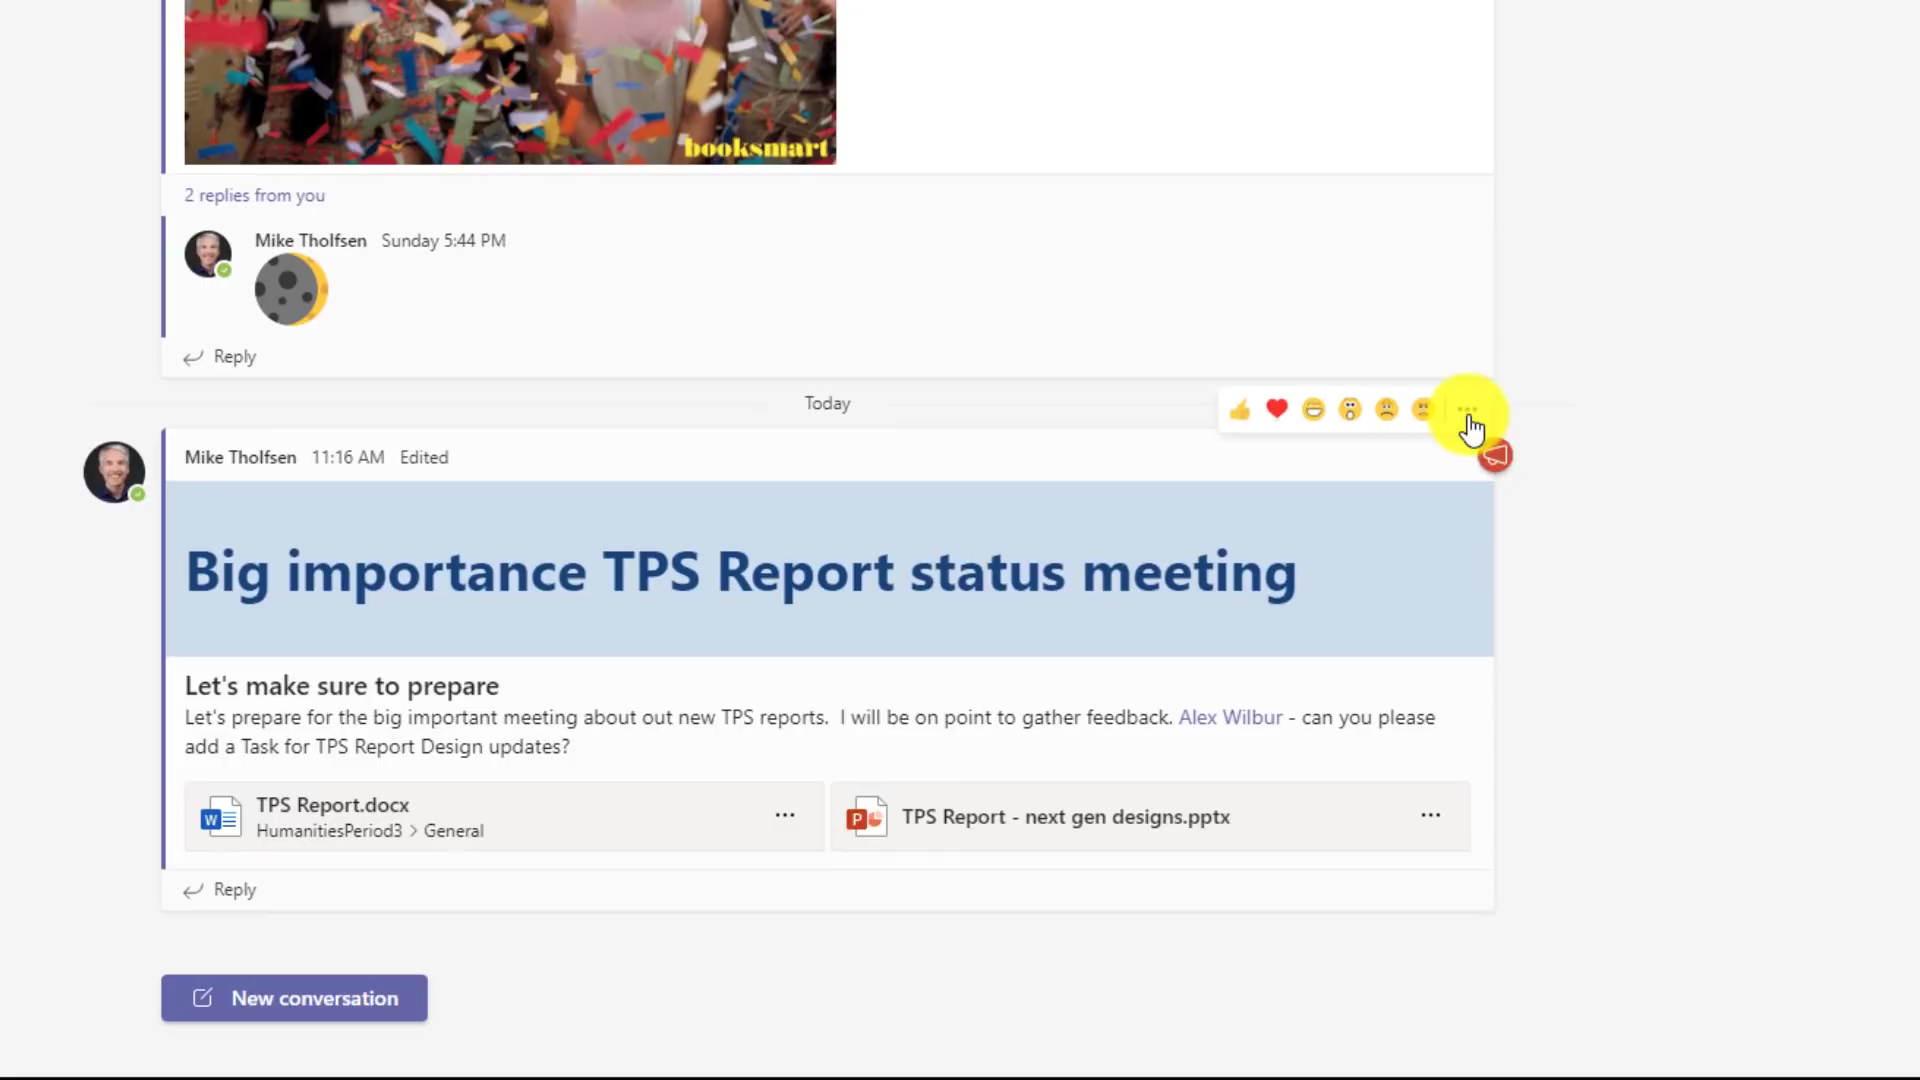 booksmart
2 replies from you
Mike Tholfsen Sunday 5:44 PM
Reply
Today
Mike Tholfsen 11:16 AM Edited
Big importance TPS Report status meeting
Let's make sure to prepare
Let's prepare for the big important meeting about out new TPS reports.  I will be on point to gather feedback. Alex Wilbur - can you please
add a Task for TPS Report Design updates?
TPS Report.docx
HumanitiesPeriod3 > General
TPS Report - next gen designs.pptx
Reply
New conversation